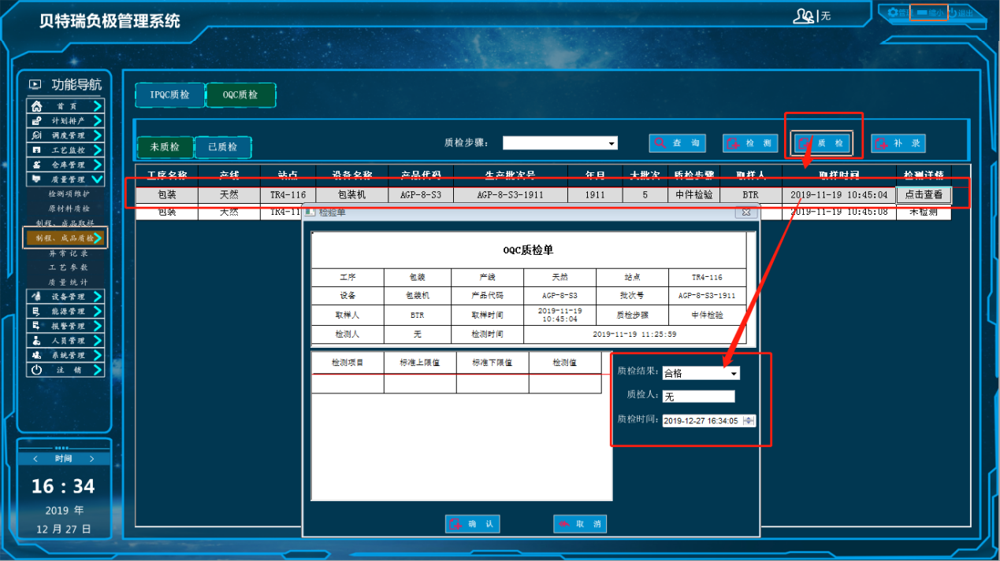 贝特瑞负极管理系统
无
管理 缩小 退出
功能导航
首页
计划排产
调度管理
工艺监控
仓库管理
质量管理
检测项维护
原材料质检
制程、成品取样
制程、成品质检
异常记录
工艺参数
质量统计
设备管理
能源管理
报警管理
人员管理
系统管理
注销
时间
16:34
2019 年
12 月 27 日
IPQC质检 OQC质检
未质检 已质检 质检步骤： 查 询 检 测 质 检 补 录
工序名称 产线 站点 设备名称 产品代码 生产批次号 年月 大批次 质检步骤 取样人 取样时间 检测详情
包装 天然 TR4-116 包装机 AGP-8-S3 AGP-8-S3-1911 1911 5 中件检验 BTR 2019-11-19 10:45:04 点击查看
包装 天然 TR4-11 2019-11-19 10:45:08 未检测
检验单
OQC质检单
工序 包装 产线 天然 站点 TR4-116
设备 包装机 产品代码 AGP-8-S3 批次号 AGP-8-S3-1911
取样人 BTR 取样时间 2019-11-19 10:45:04 质检步骤 中件检验
检测人 无 检测时间 2019-11-19 11:25:59
检测项目 标准上限值 标准下限值 检测值
质检结果: 合格
质检人: 无
质检时间: 2019-12-27 16:34:05
确 认 取 消